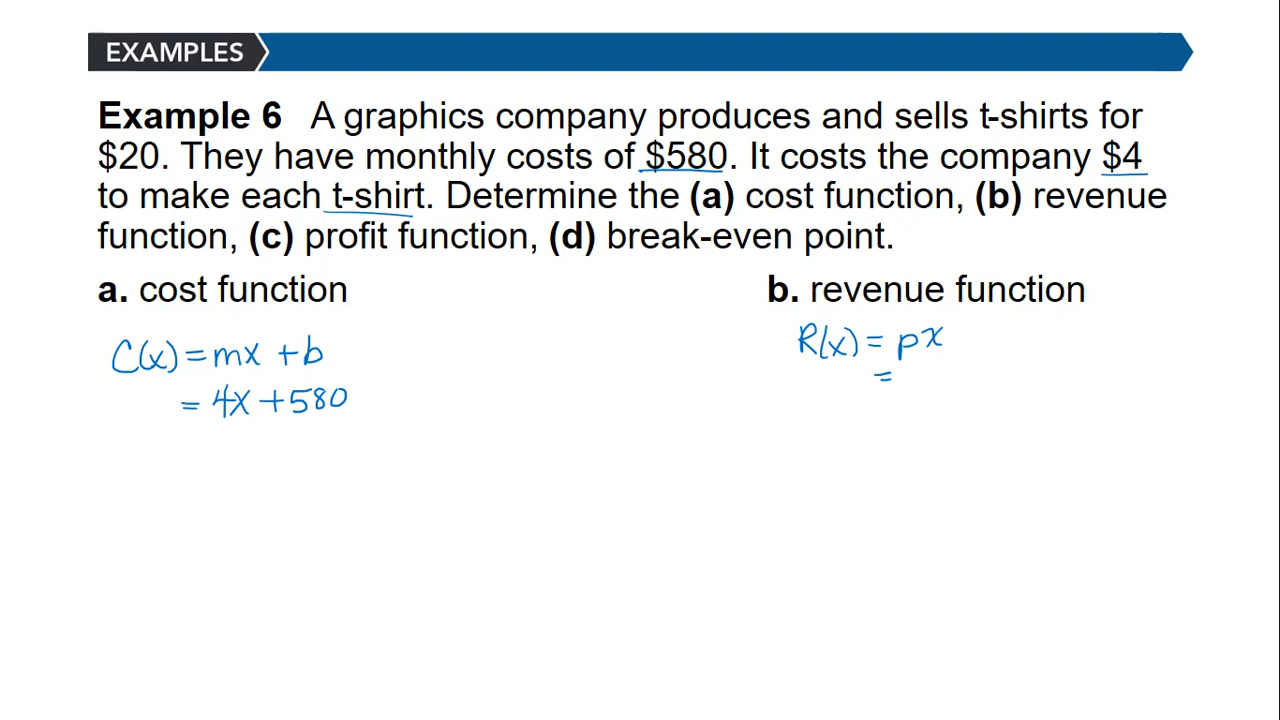 EXAMPLES
Example 6 A graphics company produces and sells t-shirts for
$20. They have monthly costs of $580. It costs the company $4
to make each t-shirt. Determine the (a) cost function, (b) revenue
function, (c) profit function, (d) break-even point.
a. cost function
C(x) = mx + b
= 4x + 580
b. revenue function
R(x) = px
=